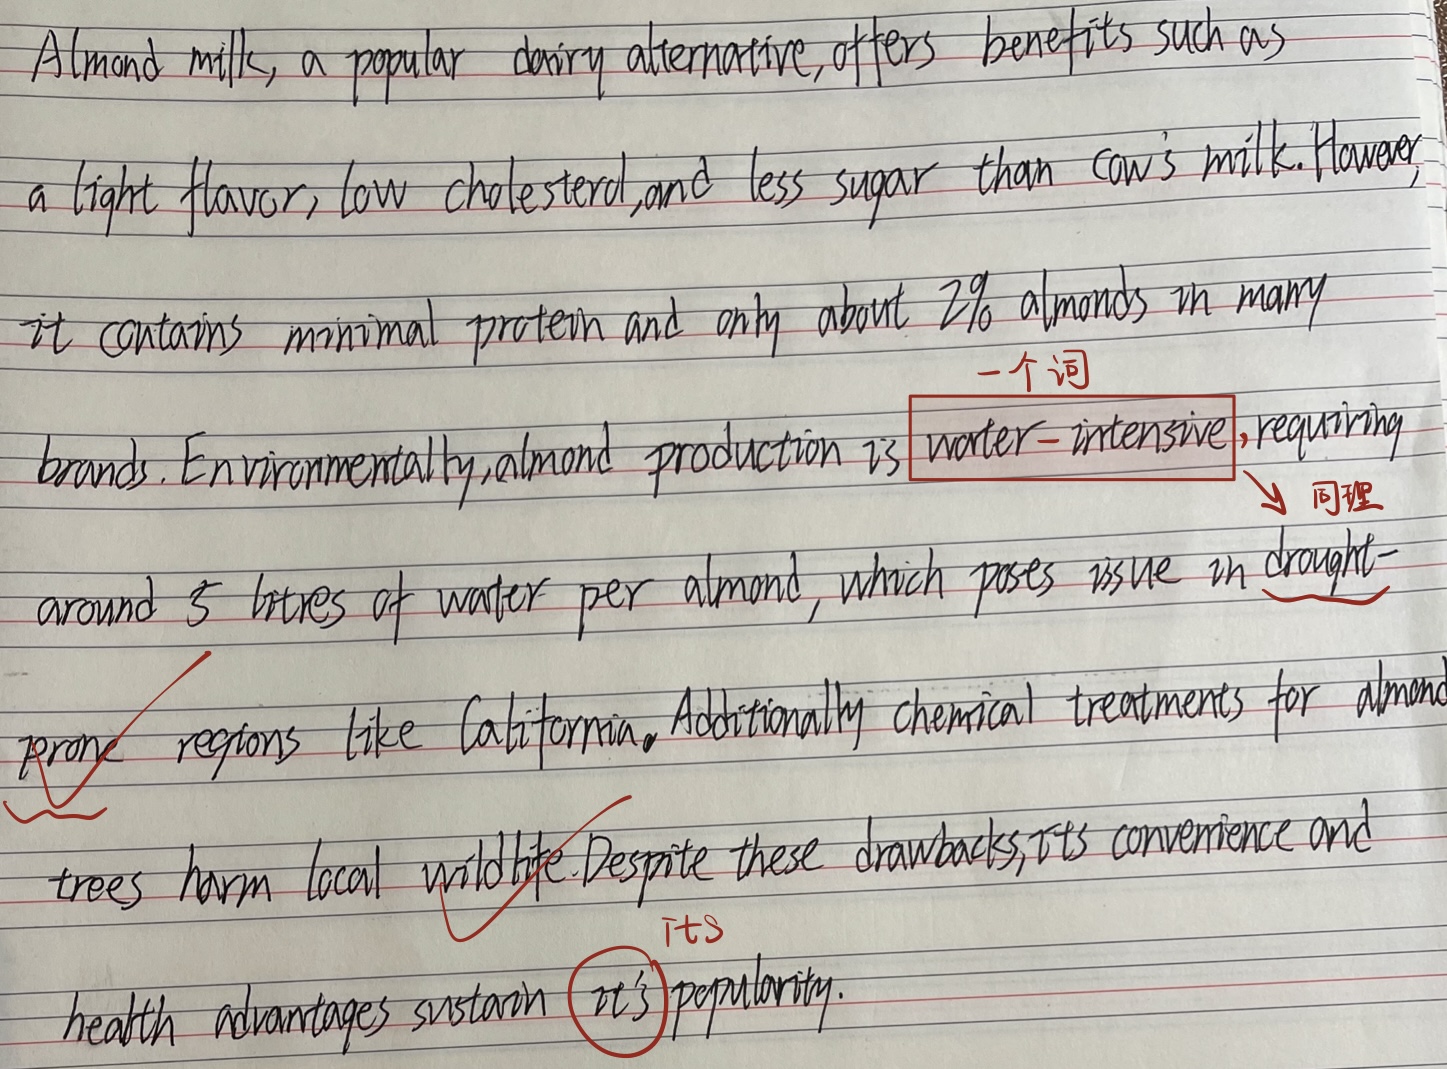 Almond milk, a popular dairy alternative, offers benefits such as
a light flavor, low cholesterol, and less sugar than cow's milk. However,
it contains minimal protein and only about 2% almonds in many
一个词
brands. Environmentally, almond production is water-intensive, requiring
同理
around 5 litres of water per almond, which poses issue in drought-
prone regions like California. Additionally chemical treatments for almond
trees harm local wildlife. Despite these drawbacks, its convenience and
its
health advantages sustain it's popularity.